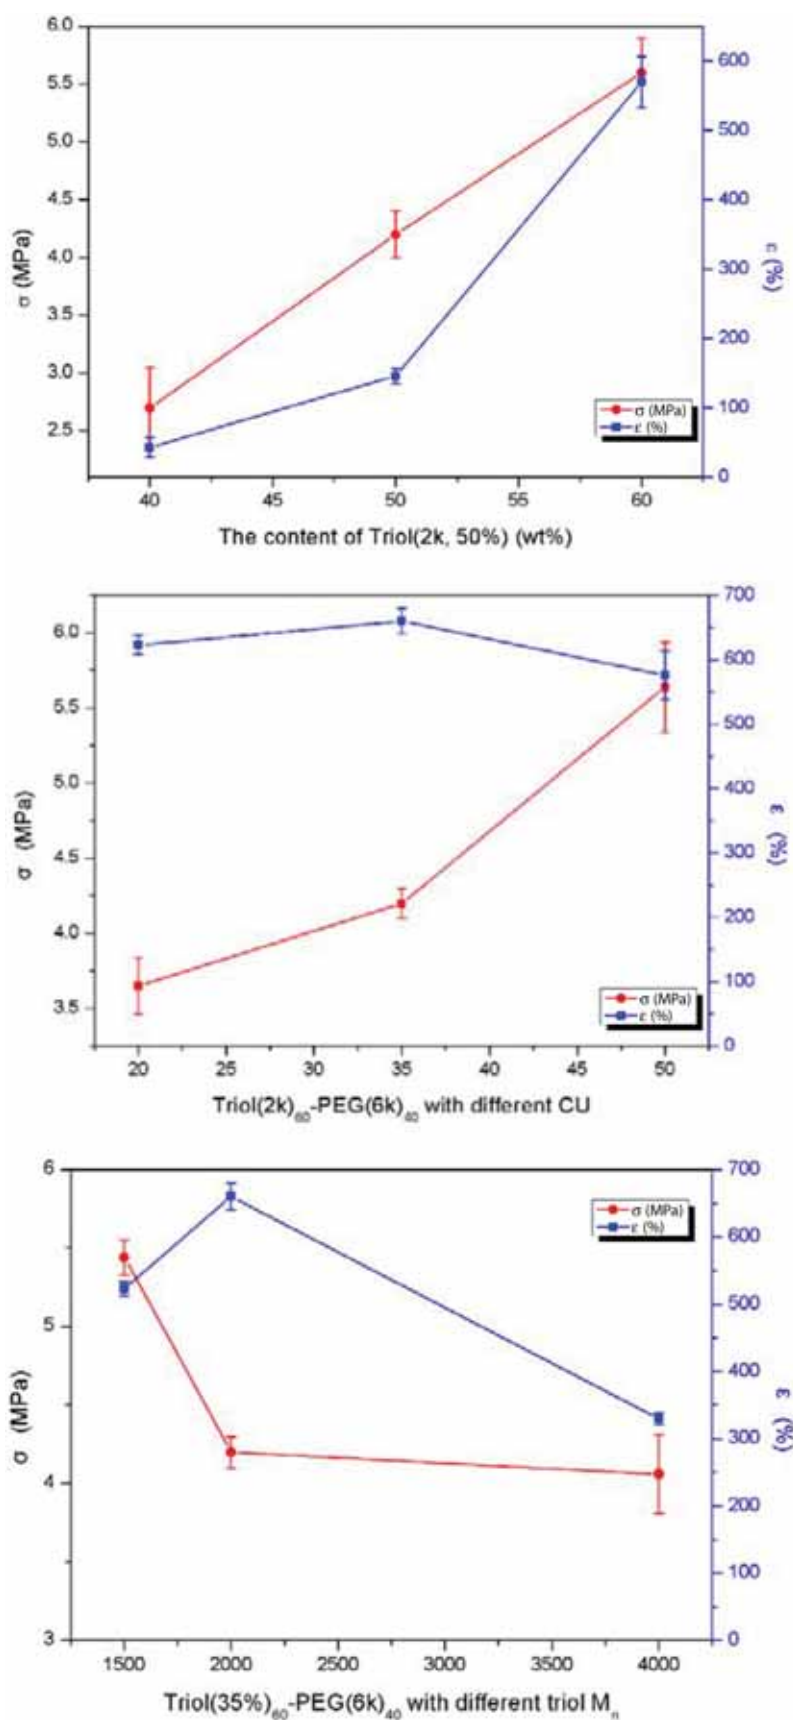 6.0
5.5
5.0
4.5
4.0
3.5
3.0
2.5
σ (MPa)
600
500
400
300
200
100
0
ε (%)
σ (MPa)
ε (%)
40 45 50 55 60
The content of Triol(2k, 50%) (wt%)
6.0
5.5
5.0
4.5
4.0
3.5
σ (MPa)
700
600
500
400
300
200
100
0
ε (%)
σ (MPa)
ε (%)
20 25 30 35 40 45 50
Triol(2k)₆₀-PEG(6k)₄₀ with different CU
6
5
4
3
σ (MPa)
700
600
500
400
300
200
100
0
ε (%)
σ (MPa)
ε (%)
1500 2000 2500 3000 3500 4000
Triol(35%)₆₀-PEG(6k)₄₀ with different triol Mₙ